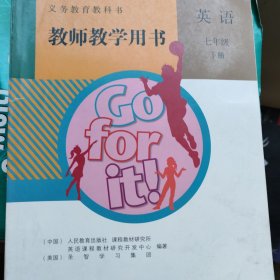 义务教育教科书
英语
教师教学用书
七年级
下册
Go
for
it!
(中国) 人民教育出版社 课程教材研究所
英语课程教材研究开发中心 编著
(美国) 圣智学习集团